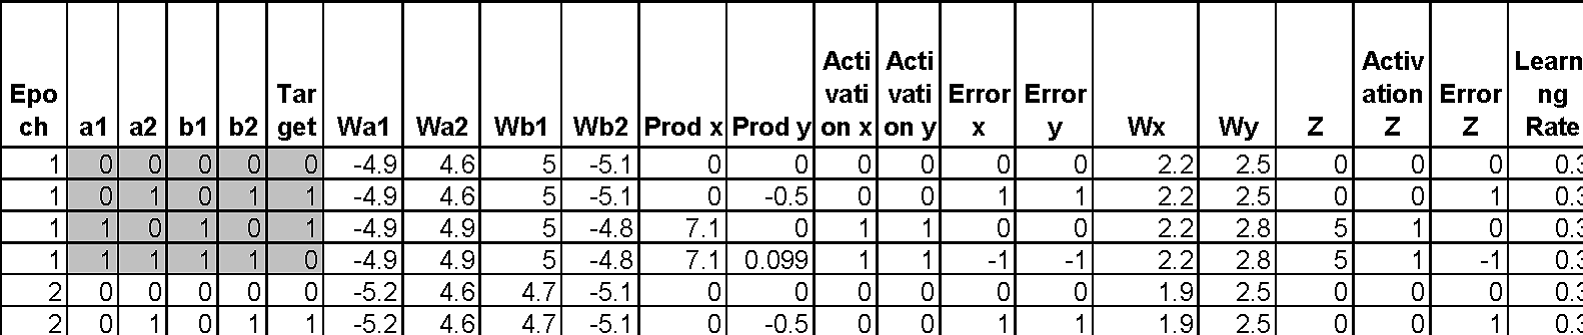 Epoch a1 a2 b1 b2 Target Wa1 Wa2 Wb1 Wb2 Prod x Prod y Activation x Activation y Error x Error y Wx Wy Z Activation Z Error Z Learnng Rate
1 0 0 0 0 0 -4.9 4.6 5 -5.1 0 0 0 0 0 0 2.2 2.5 0 0 0 0.3
1 0 1 0 1 1 -4.9 4.6 5 -5.1 0 -0.5 0 0 1 1 2.2 2.5 0 0 1 0.3
1 1 0 1 0 1 -4.9 4.9 5 -4.8 7.1 0 1 1 0 0 2.2 2.8 5 1 0 0.3
1 1 1 1 1 0 -4.9 4.9 5 -4.8 7.1 0.099 1 1 -1 -1 2.2 2.8 5 1 -1 0.3
2 0 0 0 0 0 -5.2 4.6 4.7 -5.1 0 0 0 0 0 0 1.9 2.5 0 0 0 0.3
2 0 1 0 1 1 -5.2 4.6 4.7 -5.1 0 -0.5 0 0 1 1 1.9 2.5 0 0 1 0.3